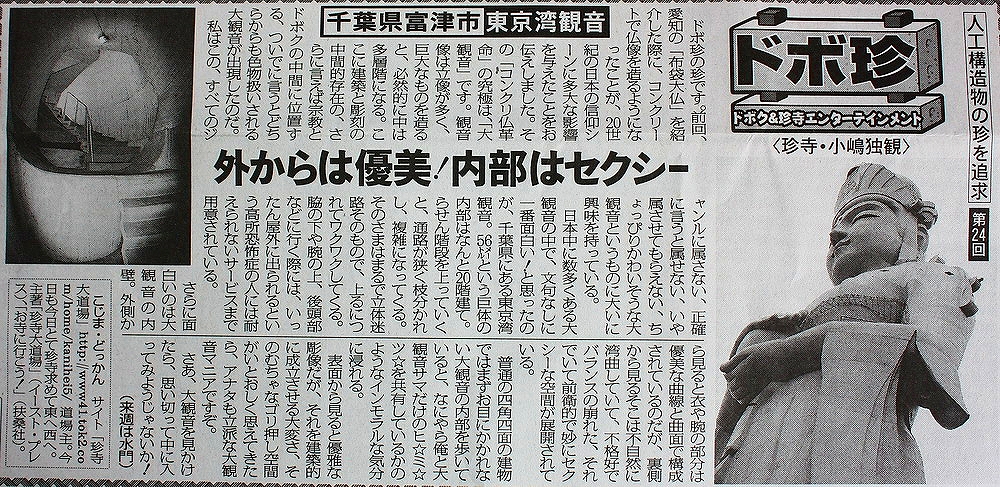 人工構造物の珍を追求
第24回
ドボ珍
ドボク&珍寺エンターテインメント
〈珍寺・小嶋独観〉
千葉県富津市 東京湾観音
外からは優美!内部はセクシー
ドボ珍の珍です。前回、
愛知の「布袋大仏」を紹
介した際に、コンクリー
トで仏像を造るようにな
ったことが、20世
紀の日本の信仰シ
ーンに多大な影響
を与えたことをお
伝えしました。そ
の「コンクリ仏革
命」の究極は、「大
観音」です。観音
像は立像が多く、
巨大なものを造る
と、必然的に中は
多層階になる。こ
こに建築と彫刻の
中間的存在の、さ
らに言えば宗教と
ドボクの中間に位置す
る、ついでに言うとどち
らからも色物扱いされる
大観音が出現したのだ。
私はこの、すべてのジ
ャンルに属さない、正確
に言うと属せない、いや
属させてもらえない、ち
ょっぴりかわいそうな大
観音というものに大いに
興味を持っている。
日本中に数多くある大
観音の中で、文句なしに
一番面白い!と思ったの
が、千葉県にある東京湾
観音。56㍍という巨体の
内部はなんと20階建て。
らせん階段を上っていく
と、通路が狭く枝分かれ
し、複雑になってくる。
そのさまはまるで立体迷
路そのもので、上るにつ
れてワクワクしてくる。
脇の下や腕の上、後頭部
などに行く際には、いっ
たん屋外に出られるとい
う高所恐怖症の人には耐
えられないサービスまで
用意されている。
さらに面
白いのは大
観音の内
壁。外側か
ら見ると衣や腕の部分は
優美な曲線と曲面で構成
されているのだが、裏側
から見るそこは不自然に
湾曲していて、不格好で
バランスの崩れた、それ
でいて前衛的で妙にセク
シーな空間が展開されて
いる。
普通の四角四面の建物
ではまずお目にかかれな
い大観音の内部を歩いて
いると、なにやら俺と大
観音サマだけのヒ☆ミ☆
ツ☆を共有しているかの
ようなインモラルな気分
に浸れる。
表面から見ると優雅な
彫像だが、それを建築的
に成立させる大変さ、そ
のむちゃなゴリ押し空間
がいとおしく思えてきた
ら、アナタも立派な大観
音マニアですぞ。
さあ、大観音を見かけ
たら、思い切って中に入
ってみようじゃないか!
(来週は水門)
こじま・どっかん サイト「珍寺
大道場」http://www41.tok2.co
m/home/kanihei5/道場主。今
日も今日とて珍寺求めて東へ西へ。
主著「珍寺大道場」(イースト・プレ
ス)、「お寺に行こう!」(扶桑社)。